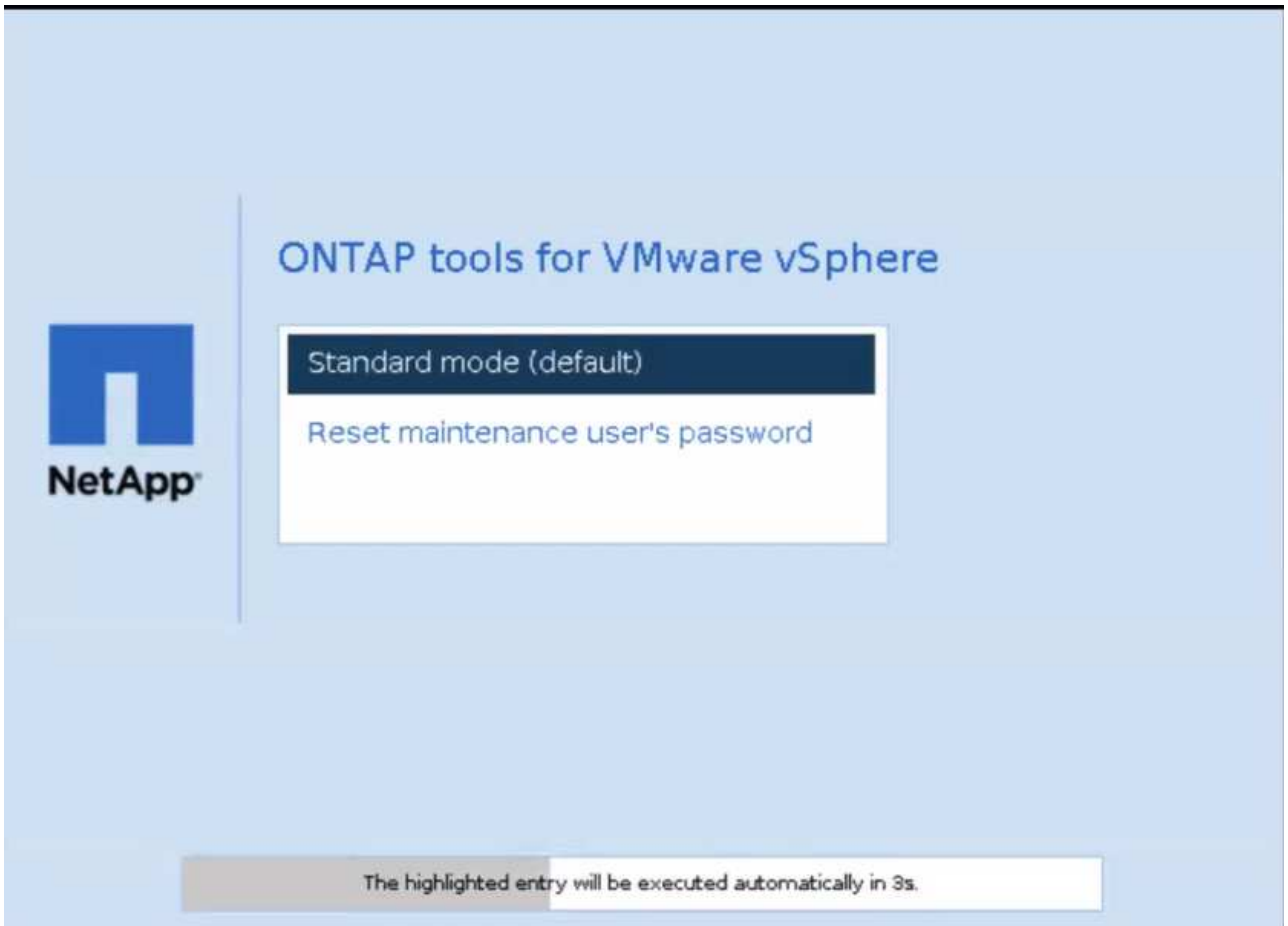 ONTAP tools for VMware vSphere
Standard mode (default)
Reset maintenance user's password
NetApp®
The highlighted entry will be executed automatically in 3s.